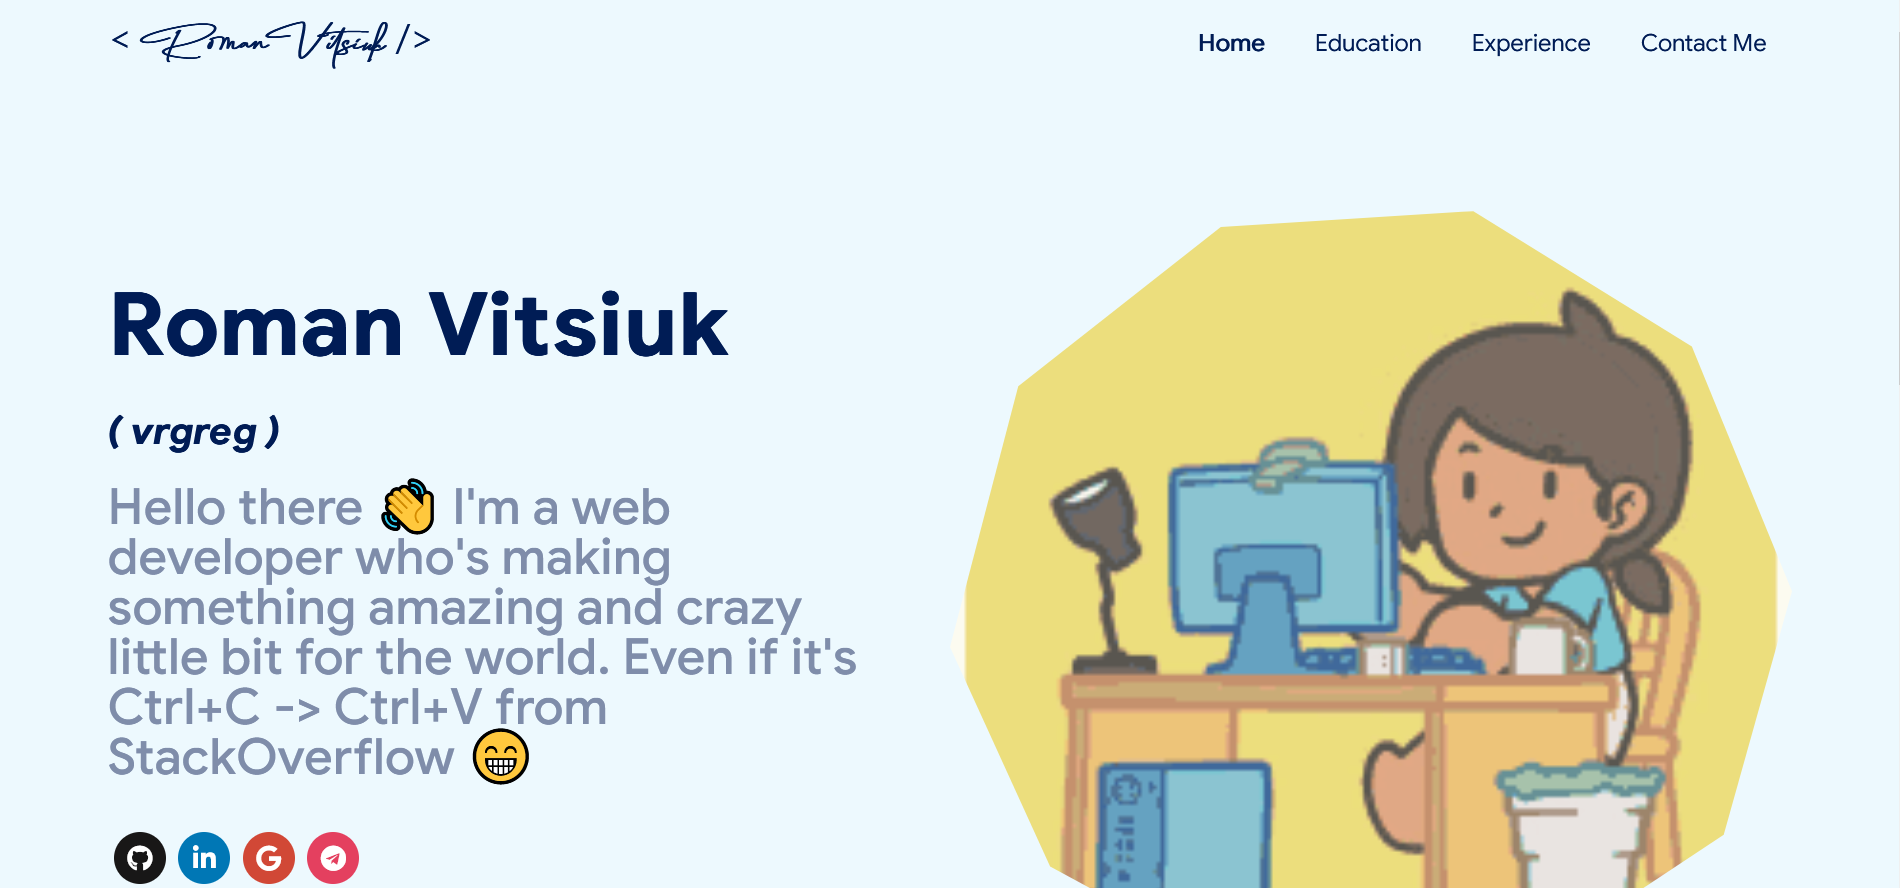 < Roman Vitsiuk />
Home Education Experience Contact Me
Roman Vitsiuk
( vrgreg )
Hello there 👋 I'm a web
developer who's making
something amazing and crazy
little bit for the world. Even if it's
Ctrl+C -> Ctrl+V from
StackOverflow 😁
in G